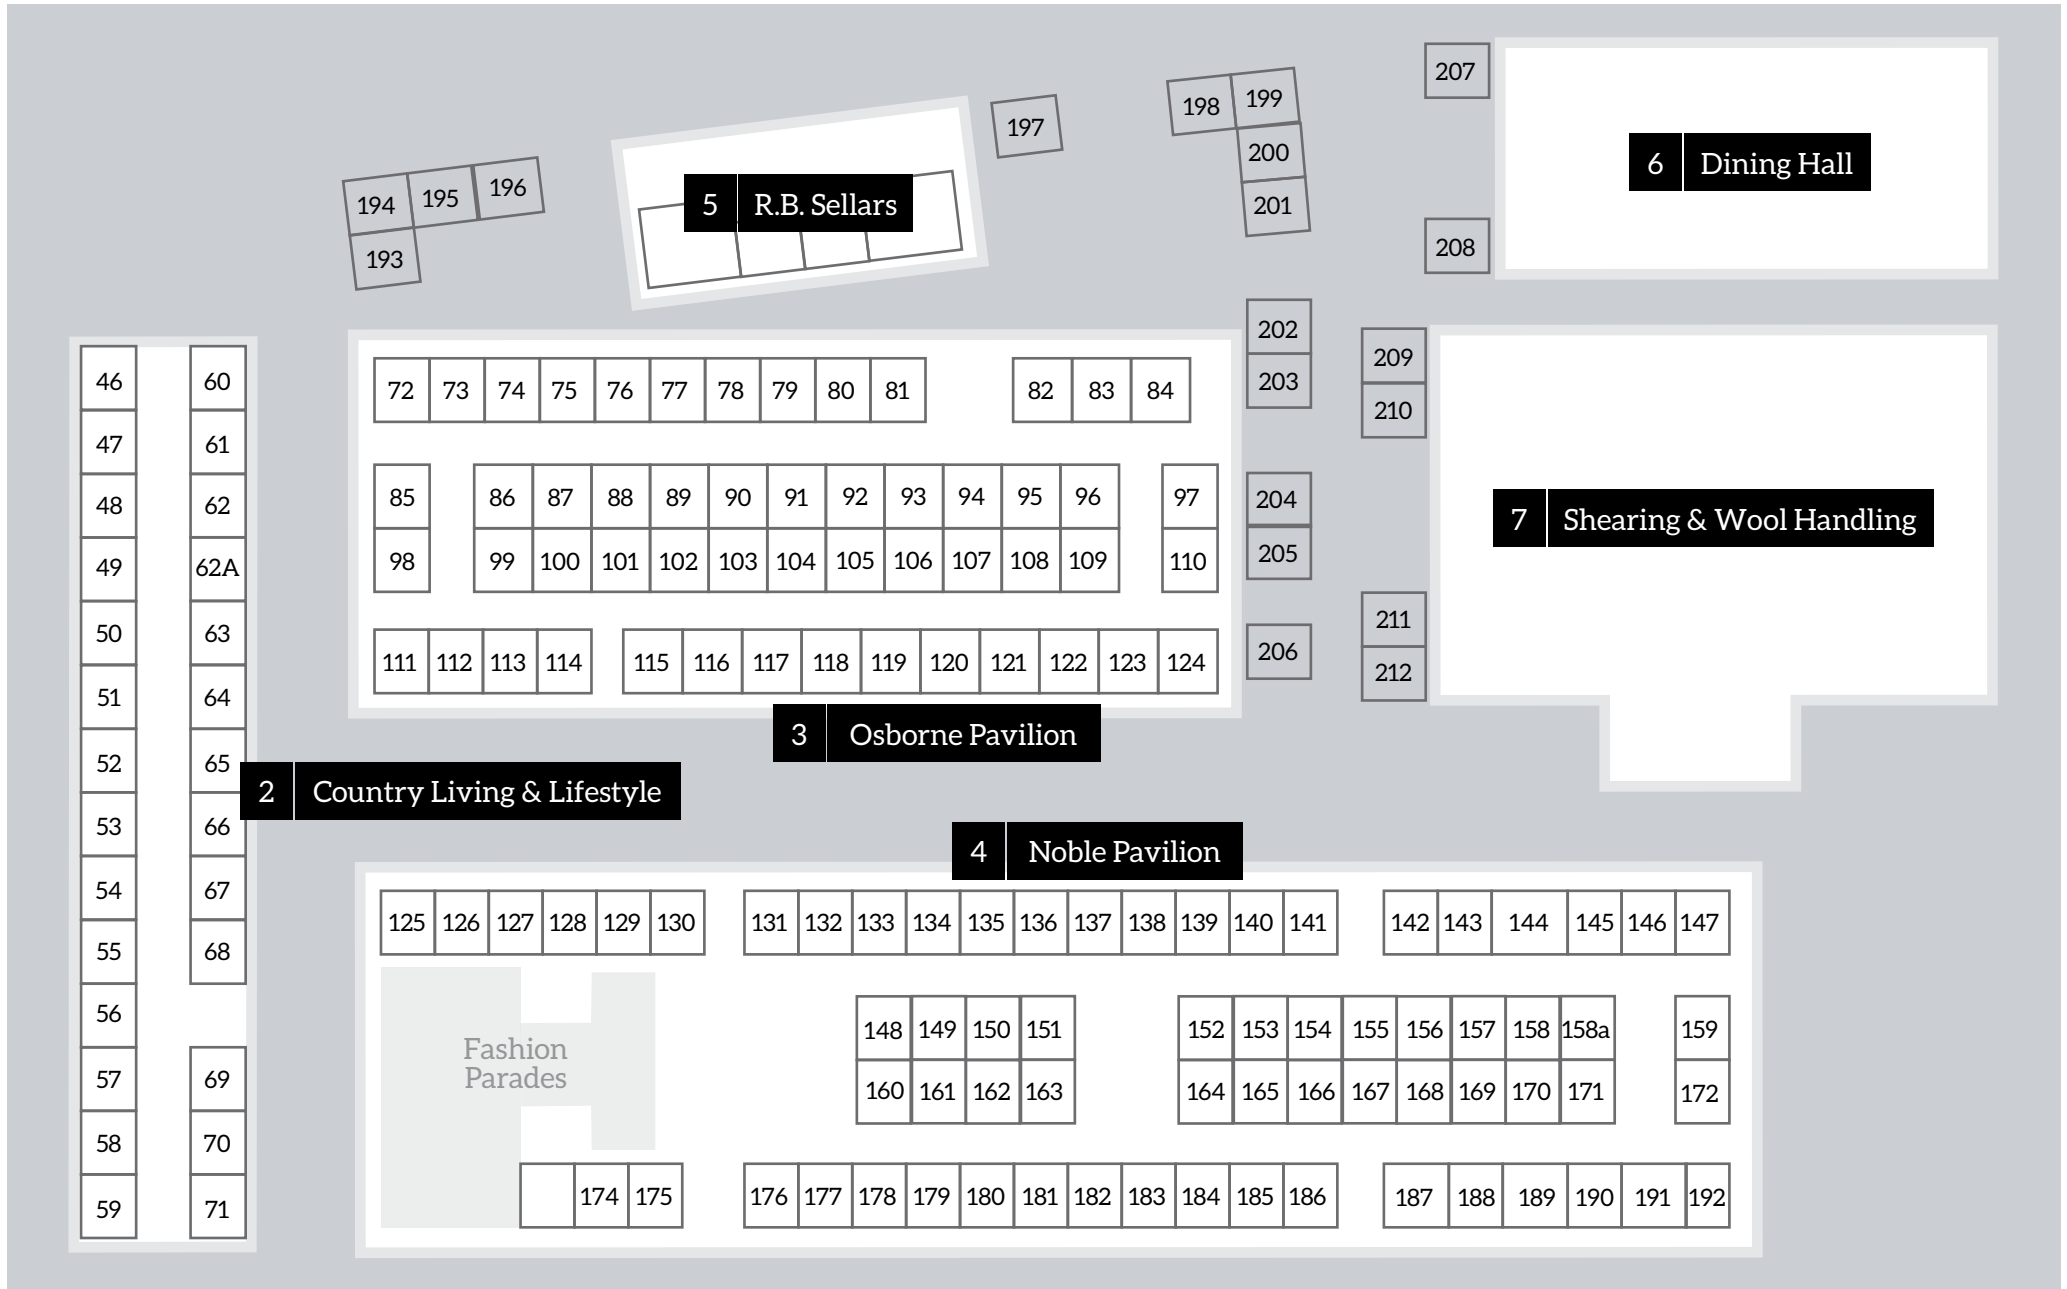 207
198 199
197
200
6 Dining Hall
194 195 196
5 R.B. Sellars
201
193
208
202
203
209
210
46 60
47 61
48 62
49 62A
50 63
51 64
52 65
53 66
54 67
55 68
56
57 69
58 70
59 71
2 Country Living & Lifestyle
72 73 74 75 76 77 78 79 80 81 82 83 84
85 86 87 88 89 90 91 92 93 94 95 96 97
98 99 100 101 102 103 104 105 106 107 108 109 110
111 112 113 114 115 116 117 118 119 120 121 122 123 124
3 Osborne Pavilion
204
205
206
211
212
7 Shearing & Wool Handling
4 Noble Pavilion
125 126 127 128 129 130 131 132 133 134 135 136 137 138 139 140 141 142 143 144 145 146 147
148 149 150 151 152 153 154 155 156 157 158 158a 159
Fashion
Parades
160 161 162 163 164 165 166 167 168 169 170 171 172
174 175 176 177 178 179 180 181 182 183 184 185 186 187 188 189 190 191 192